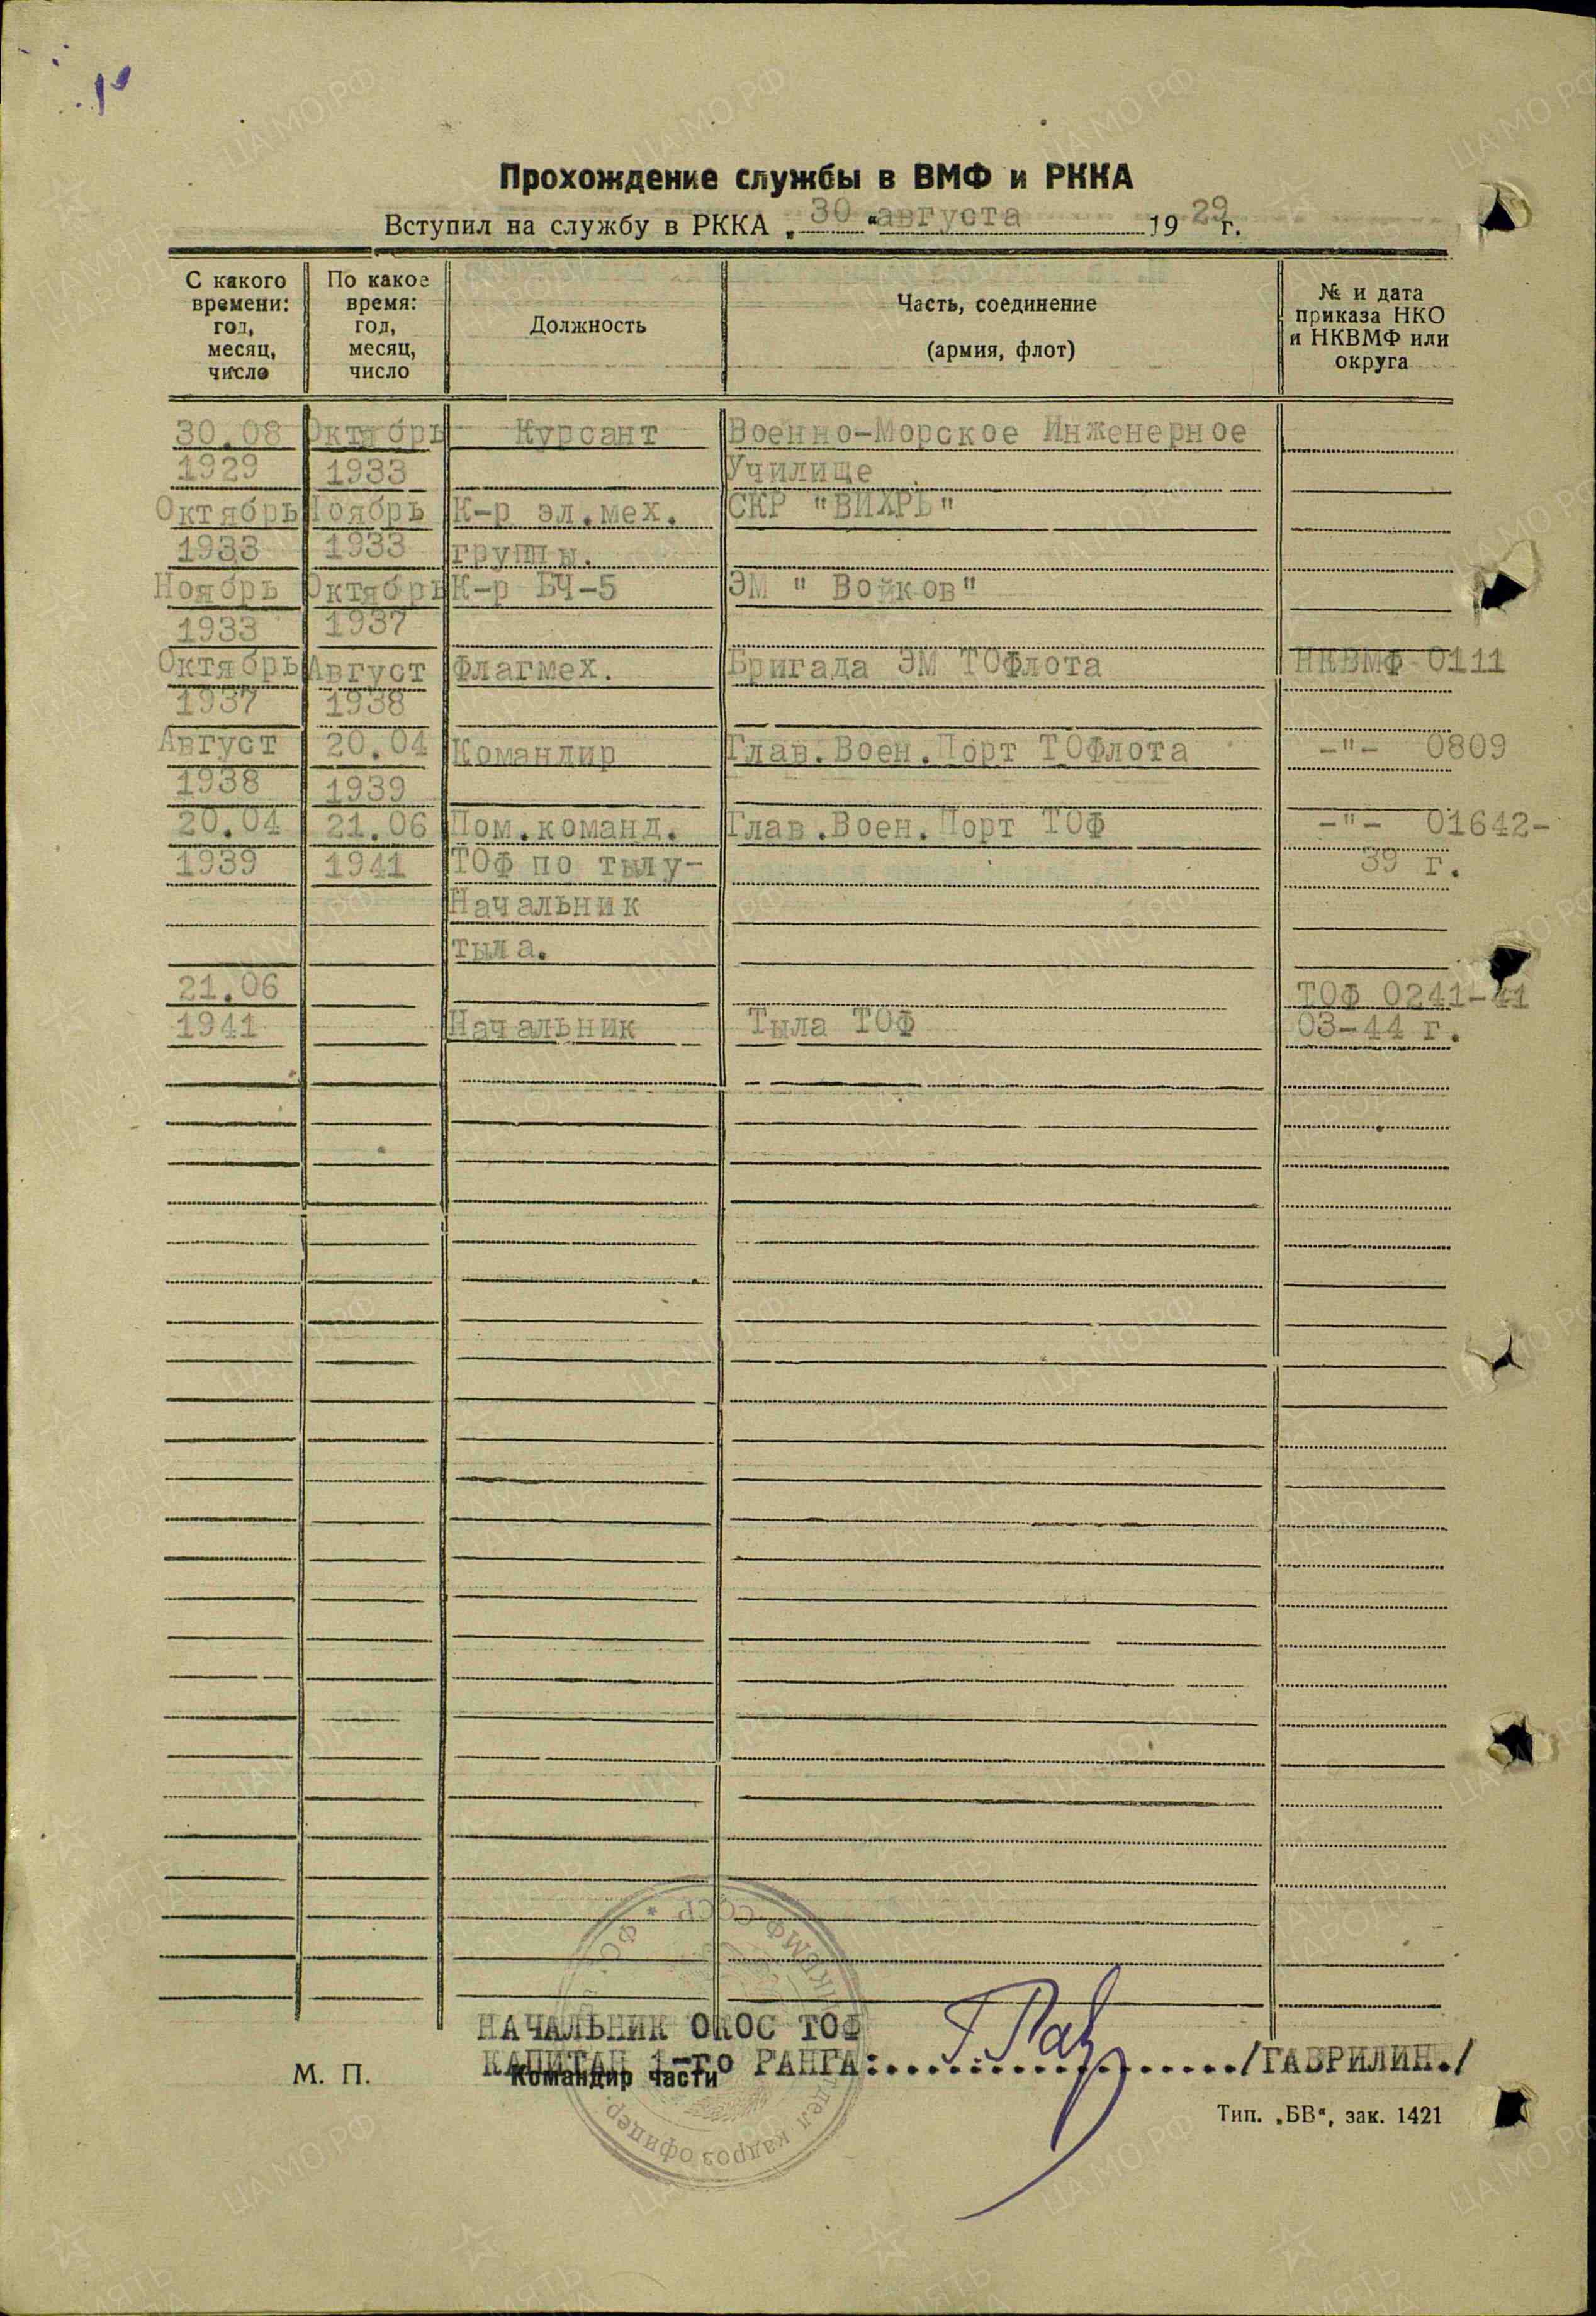 Прохождение службы в ВМФ и РККА
Вступил на службу в РККА „30“ августа 1929 г.
С какого времени: год, месяц, число
По какое время: год, месяц, число
Должность
Часть, соединение (армия, флот)
№ и дата приказа НКО и НКВМФ или округа
30.08 Октябрь Курсант Военно-Морское Инженерное
1929 1933 Училище
Октябрь Ноябрь К-р эл.мех. СКР "ВИХРЬ"
1933 1933 группы.
Ноябрь Октябрь К-р БЧ-5 ЭМ " Войков"
1933 1937
Октябрь Август Флагмех. Бригада ЭМ ТОФлота НКВМФ 0111
1937 1938
Август 20.04 Командир Глав.Воен.Порт ТОФлота -"- 0809
1938 1939
20.04 21.06 Пом.команд. Глав.Воен.Порт ТОФ -"- 01642-
1939 1941 ТОФ по тылу- 39 г.
Начальник
тыла.
21.06 ТОФ 0241-41
1941 Начальник Тыла ТОФ 03-44 г.
НАЧАЛЬНИК ОКОС ТОФ
КАПИТАН 1-го РАНГА:................./ГАВРИЛИН./
М. П. Командир части
Тип. „БВ“, зак. 1421